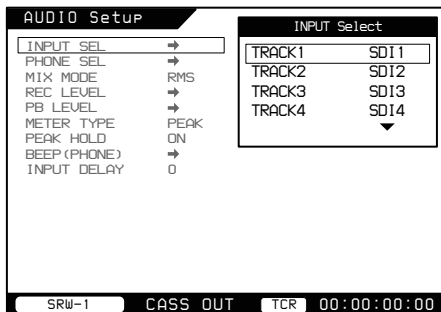 AUDIO Setup
INPUT SEL ➡
PHONE SEL ➡
MIX MODE RMS
REC LEVEL ➡
PB LEVEL ➡
METER TYPE PEAK
PEAK HOLD ON
BEEP(PHONE) ➡
INPUT DELAY 0
INPUT Select
TRACK1 SDI1
TRACK2 SDI2
TRACK3 SDI3
TRACK4 SDI4
SRW-1 CASS OUT TCR 00:00:00:00